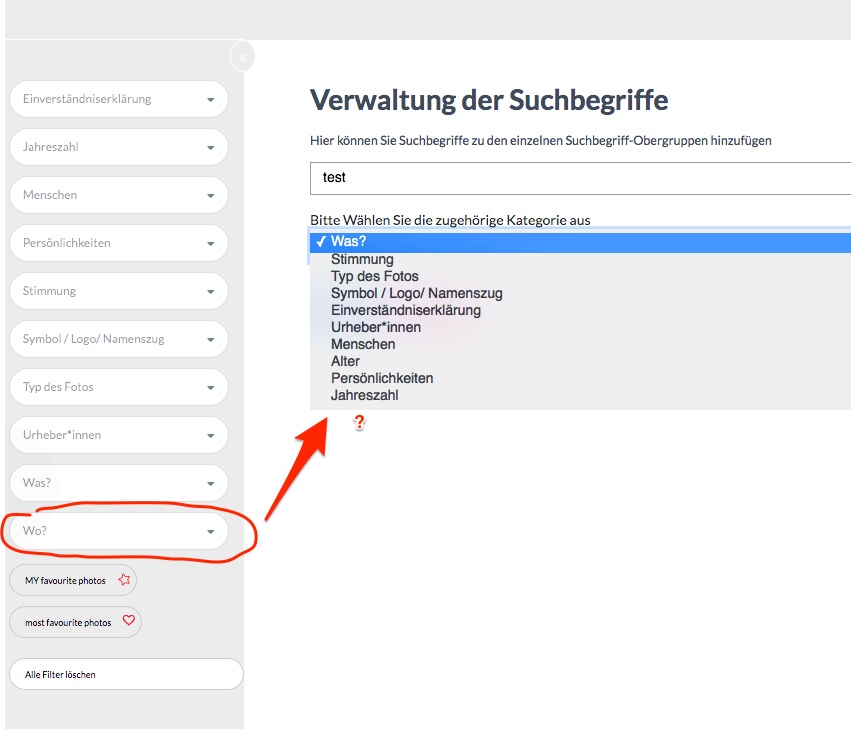 «
Einverständniserklärung
Jahreszahl
Menschen
Persönlichkeiten
Stimmung
Symbol / Logo/ Namenszug
Typ des Fotos
Urheber*innen
Was?
Wo?
MY favourite photos
most favourite photos
Alle Filter löschen
Verwaltung der Suchbegriffe
Hier können Sie Suchbegriffe zu den einzelnen Suchbegriff-Obergruppen hinzufügen
test
Bitte Wählen Sie die zugehörige Kategorie aus
✓ Was?
Stimmung
Typ des Fotos
Symbol / Logo/ Namenszug
Einverständniserklärung
Urheber*innen
Menschen
Alter
Persönlichkeiten
Jahreszahl
?